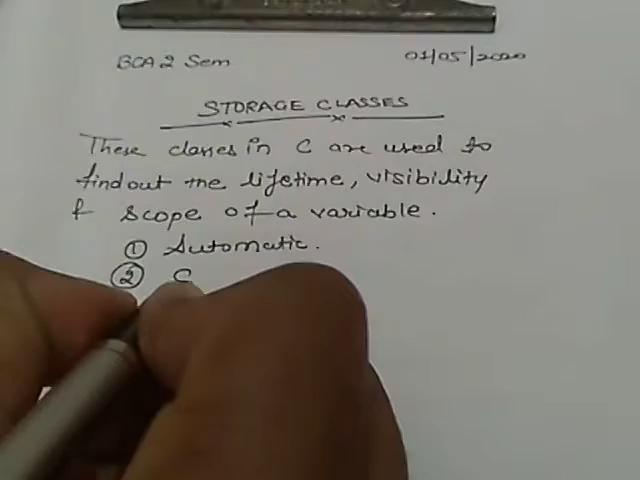 BCA 2 Sem 01/05/2020
STORAGE CLASSES
These classes in C are used to
find out the lifetime, visibility
& scope of a variable.
① Automatic.
②